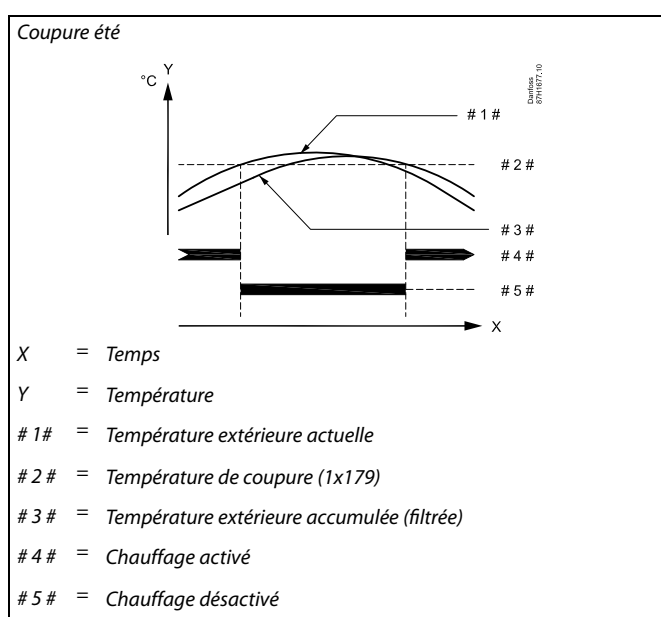 Coupure été
Y
°C
Danfoss
87H1677.10
# 1 #
# 2 #
# 3 #
# 4 #
# 5 #
X
X = Temps
Y = Température
# 1# = Température extérieure actuelle
# 2 # = Température de coupure (1x179)
# 3 # = Température extérieure accumulée (filtrée)
# 4 # = Chauffage activé
# 5 # = Chauffage désactivé